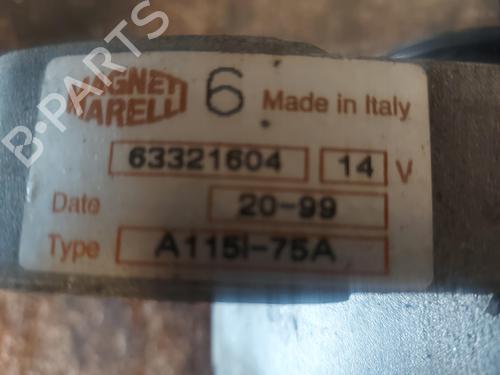 MAGNETI
MARELLI
6
Made in Italy
63321604
14 V
Date 20-99
Type A115I-75A
B-PARTS